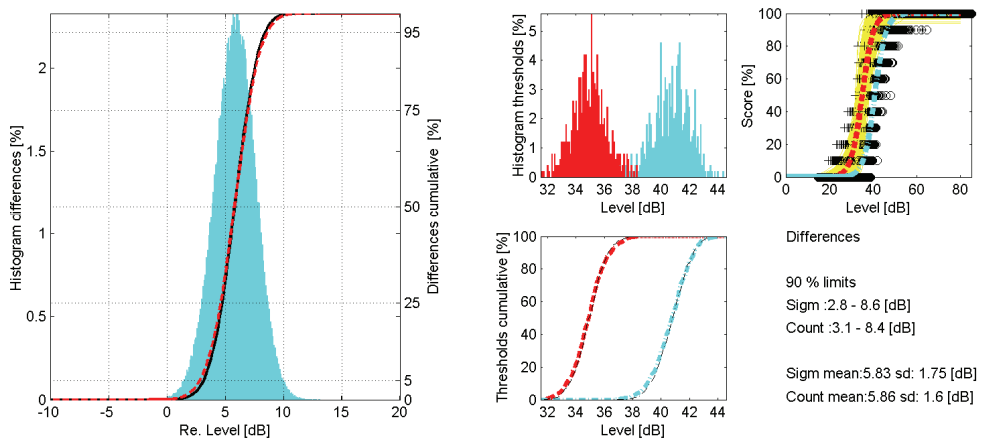 Histogram differences [%]
2
1.5
1
0.5
0
95
75
50
25
5
Differences cumulative [%]
-10 -5 0 5 10 15 20
Re. Level [dB]
Histogram thresholds [%]
5
4
3
2
1
0
32 34 36 38 40 42 44
Level [dB]
Score [%]
100
80
60
40
20
0
0 20 40 60 80
Level [dB]
Thresholds cumulative [%]
100
80
60
40
20
0
32 34 36 38 40 42 44
Level [dB]
Differences
90 % limits
Sigm :2.8 - 8.6 [dB]
Count :3.1 - 8.4 [dB]
Sigm mean:5.83 sd: 1.75 [dB]
Count mean:5.86 sd: 1.6 [dB]